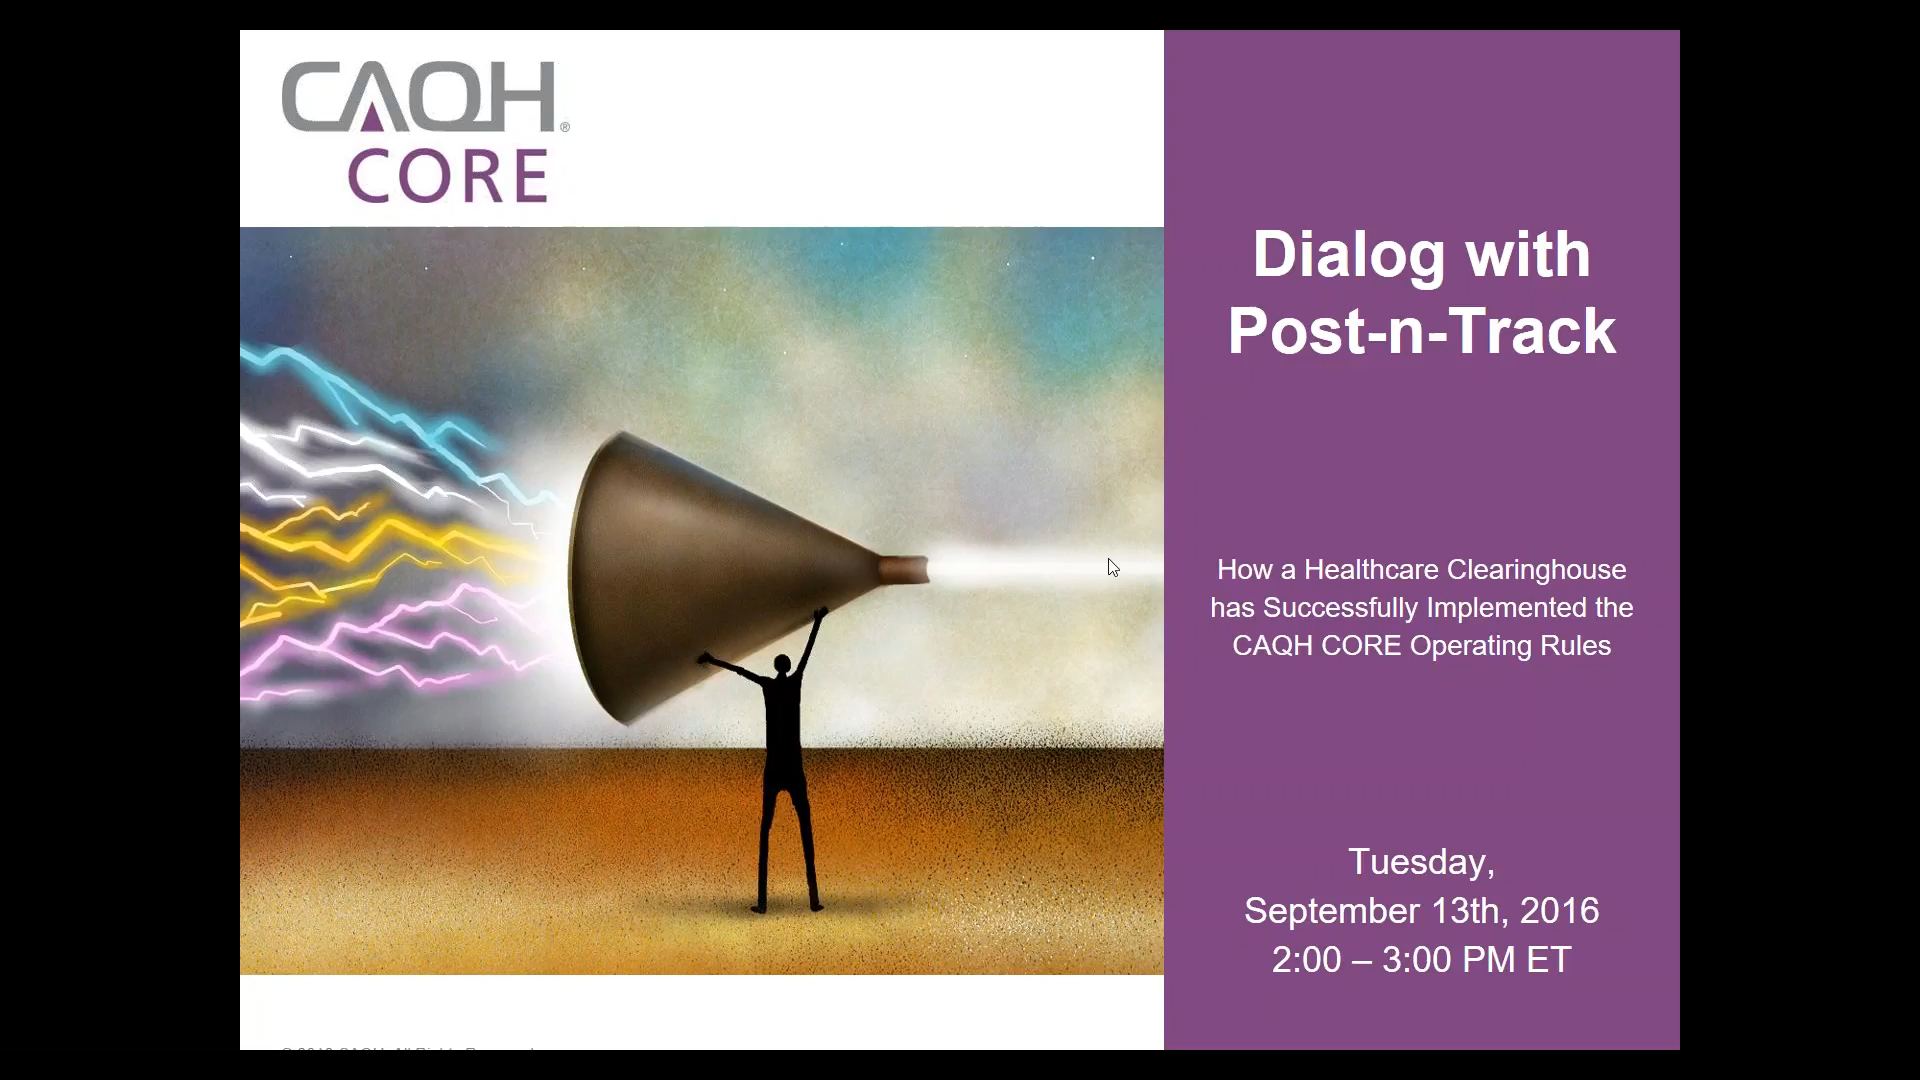 CAQH®
CORE
Dialog with
Post-n-Track
How a Healthcare Clearinghouse
has Successfully Implemented the
CAQH CORE Operating Rules
Tuesday,
September 13th, 2016
2:00 – 3:00 PM ET